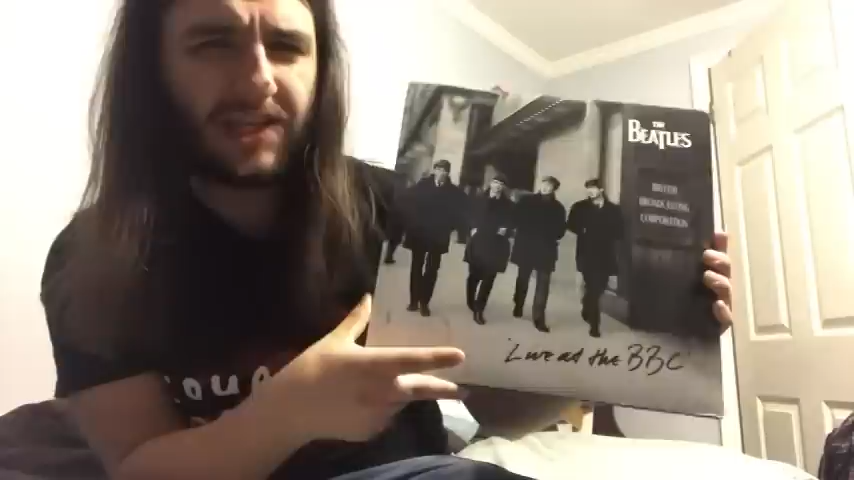 THE
BEATLES
BRITISH
BROADCASTING
CORPORATION
'Live at the BBC'